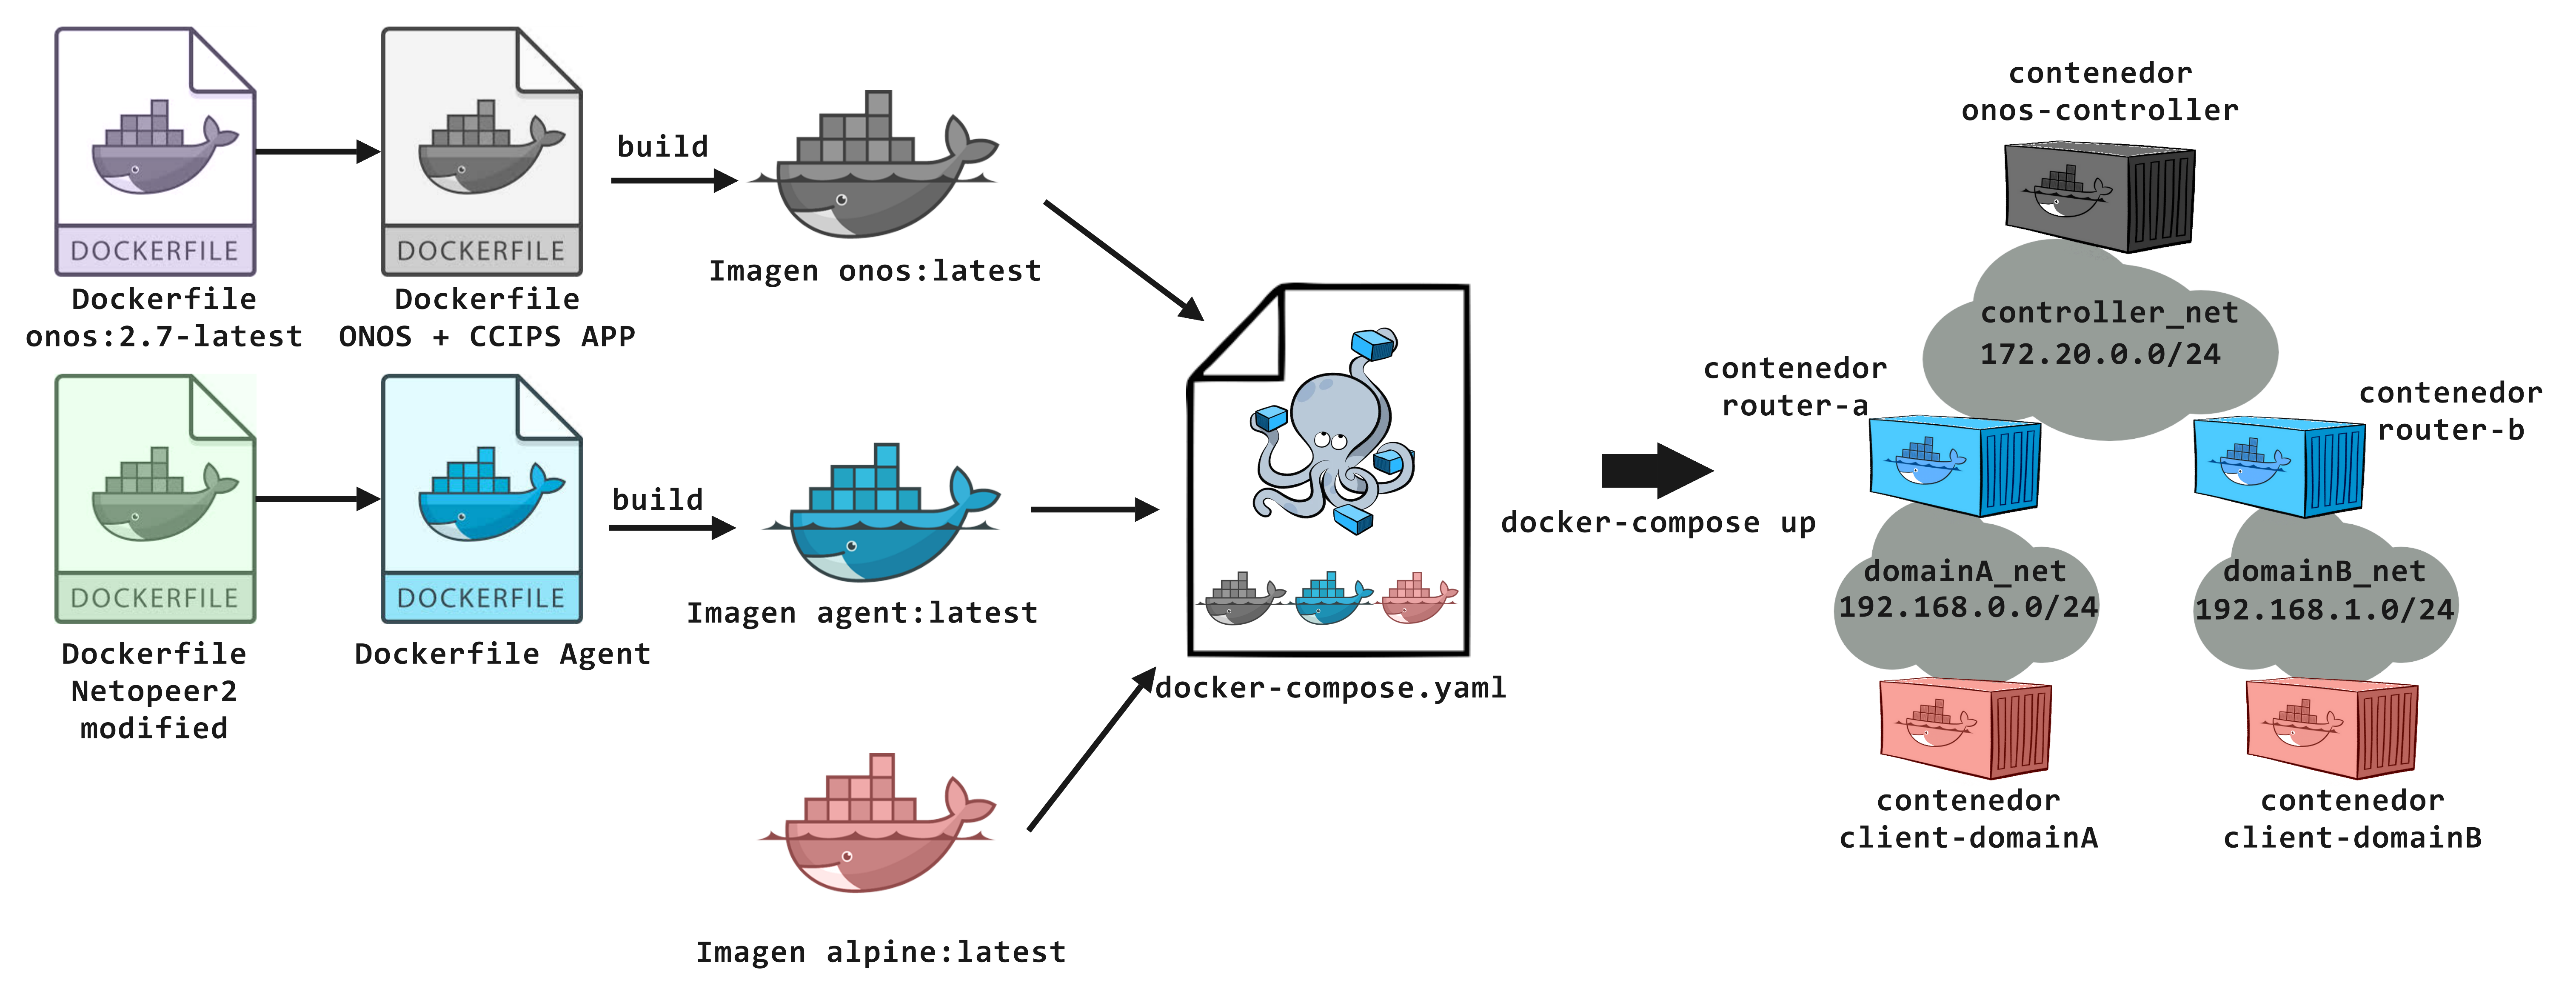 DOCKERFILE
Dockerfile
onos:2.7-latest
DOCKERFILE
Dockerfile
ONOS + CCIPS APP
build
Imagen onos:latest
DOCKERFILE
Dockerfile
Netopeer2
modified
DOCKERFILE
Dockerfile Agent
build
Imagen agent:latest
Imagen alpine:latest
docker-compose.yaml
docker-compose up
contenedor
onos-controller
controller_net
172.20.0.0/24
contenedor
router-a
contenedor
router-b
domainA_net
192.168.0.0/24
domainB_net
192.168.1.0/24
contenedor
client-domainA
contenedor
client-domainB